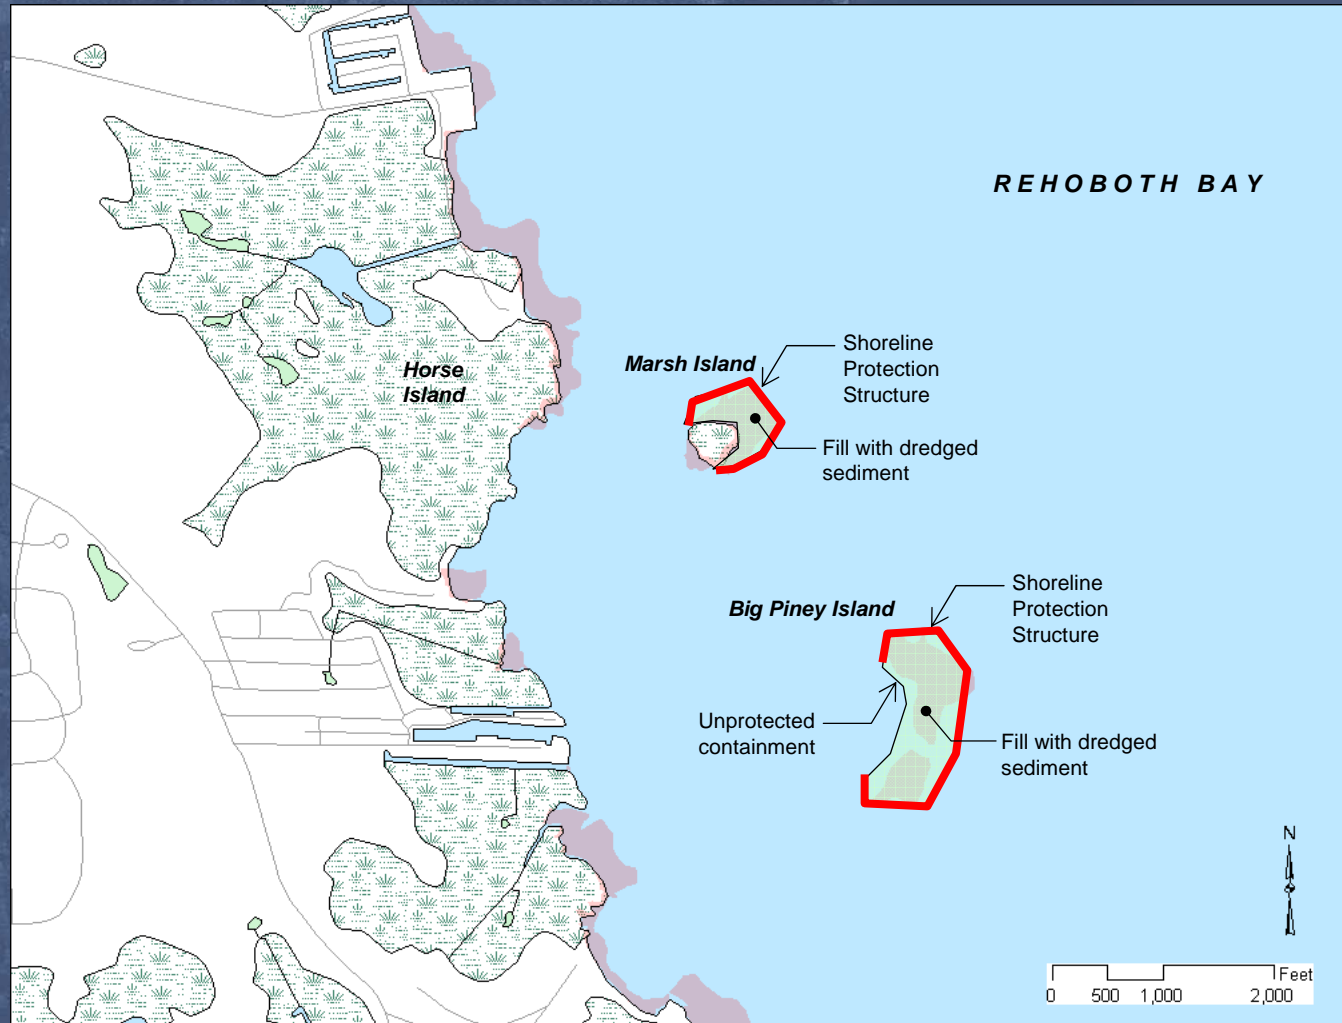 REHOBOTH BAY
Marsh Island
Shoreline
Protection
Structure
Horse
Island
Fill with dredged
sediment
Big Piney Island
Shoreline
Protection
Structure
Unprotected
containment
Fill with dredged
sediment
N
Feet
0 500 1,000 2,000